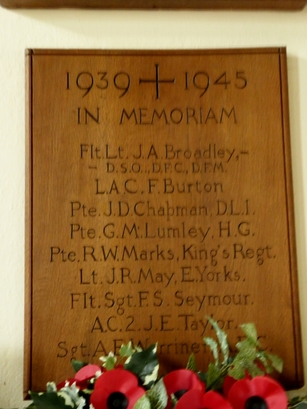 1939 + 1945
IN MEMORIAM
Flt. Lt. J.A. Broadley, –
– D.S.O., D.F.C., D.F.M.
L.A.C. F. Burton
Pte. J.D. Chapman, D.L.I.
Pte. G.M. Lumley, H.G.
Pte. R.W. Marks, King's Regt.
Lt. J.R. May, E. Yorks.
Flt. Sgt. F.S. Seymour.
A.C.2. J.E. Taylor.
Sgt. A.